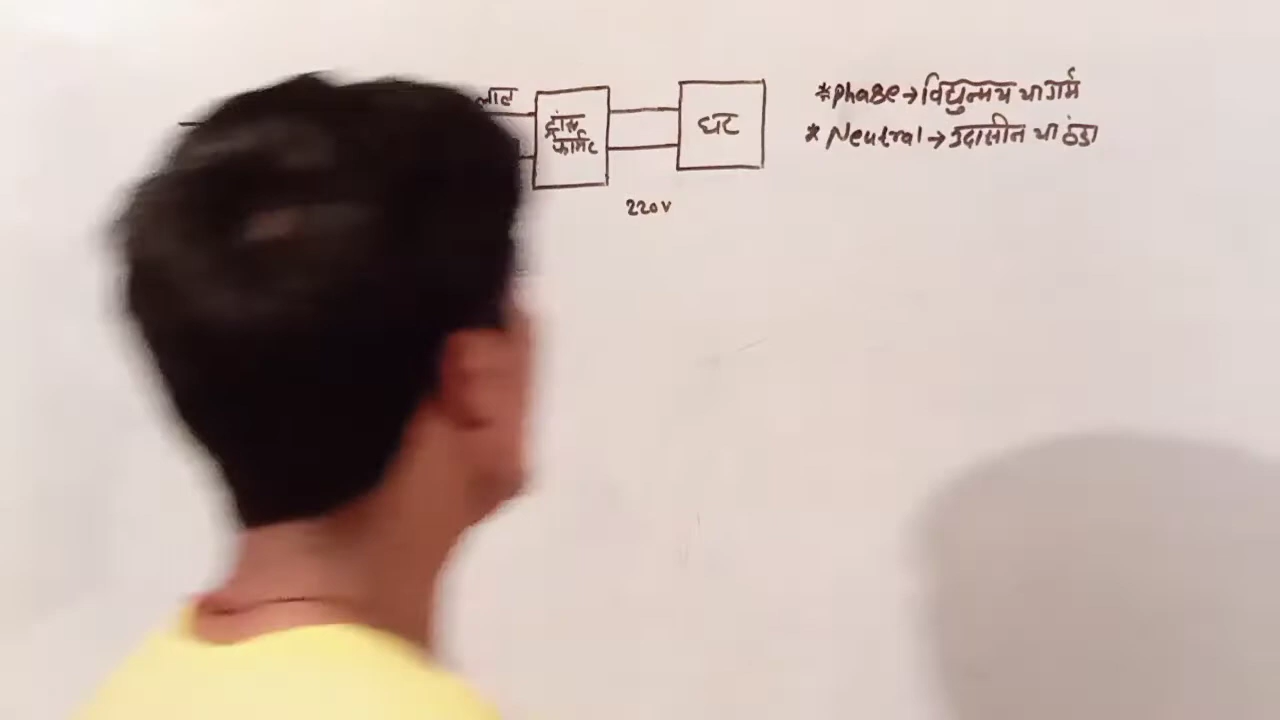 ट्रांस
फार्मर
घर
220V
*Phase→विद्युन्मय या गर्म
* Neutral→उदासीन या ठंडा